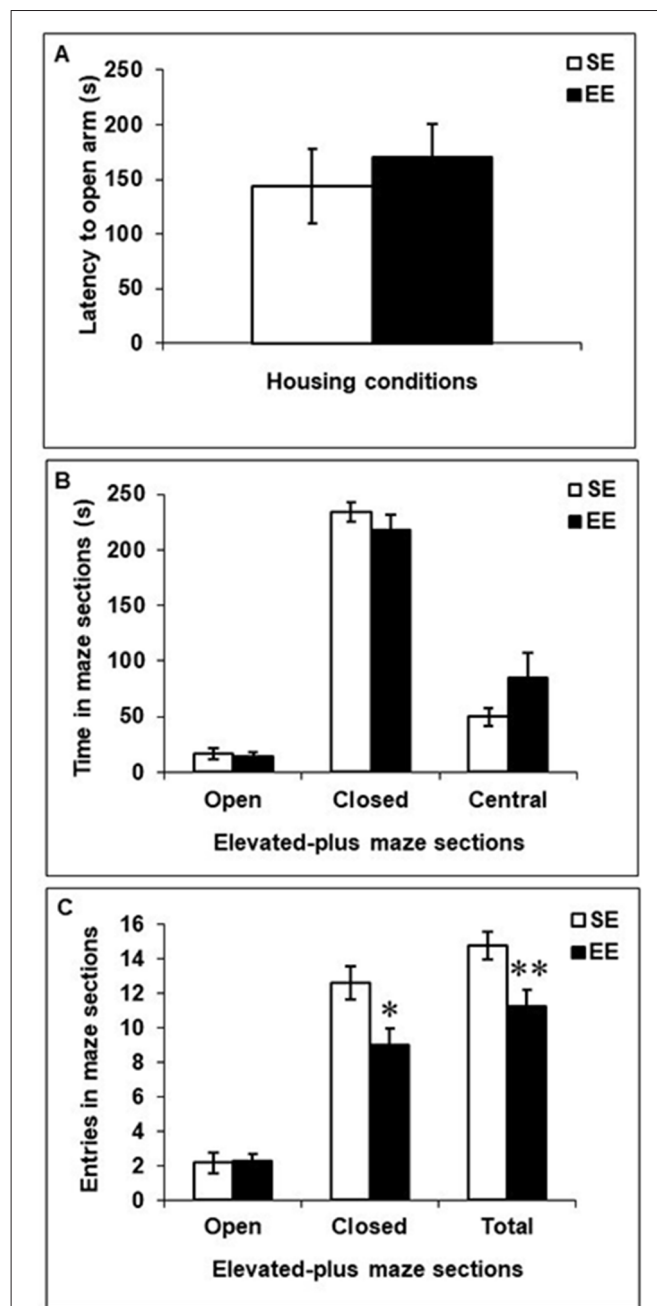 A
SE
EE
Latency to open arm (s)
250
200
150
100
50
0
Housing conditions
B
SE
EE
Time in maze sections (s)
250
200
150
100
50
0
Open Closed Central
Elevated-plus maze sections
C
SE
EE
Entries in maze sections
16
14
12
10
8
6
4
2
0
*
**
Open Closed Total
Elevated-plus maze sections